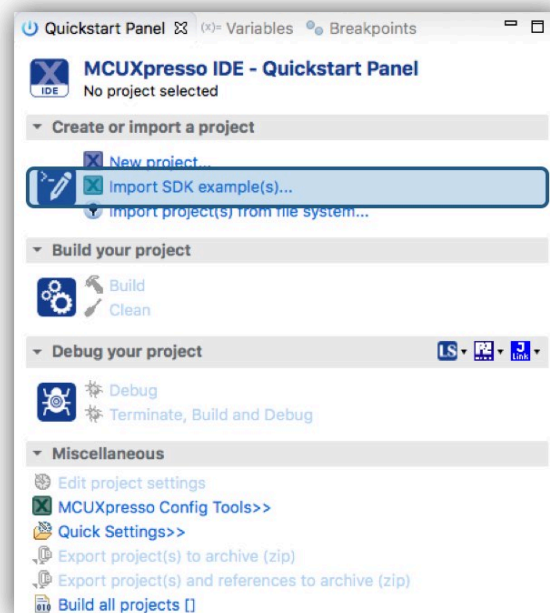 Quickstart Panel (x)= Variables Breakpoints
IDE
MCUXpresso IDE - Quickstart Panel
No project selected
Create or import a project
New project...
Import SDK example(s)...
Import project(s) from file system...
Build your project
Build
Clean
Debug your project
LS
Link
Debug
Terminate, Build and Debug
Miscellaneous
Edit project settings
MCUXpresso Config Tools>>
Quick Settings>>
Export project(s) to archive (zip)
Export project(s) and references to archive (zip)
010
Build all projects []